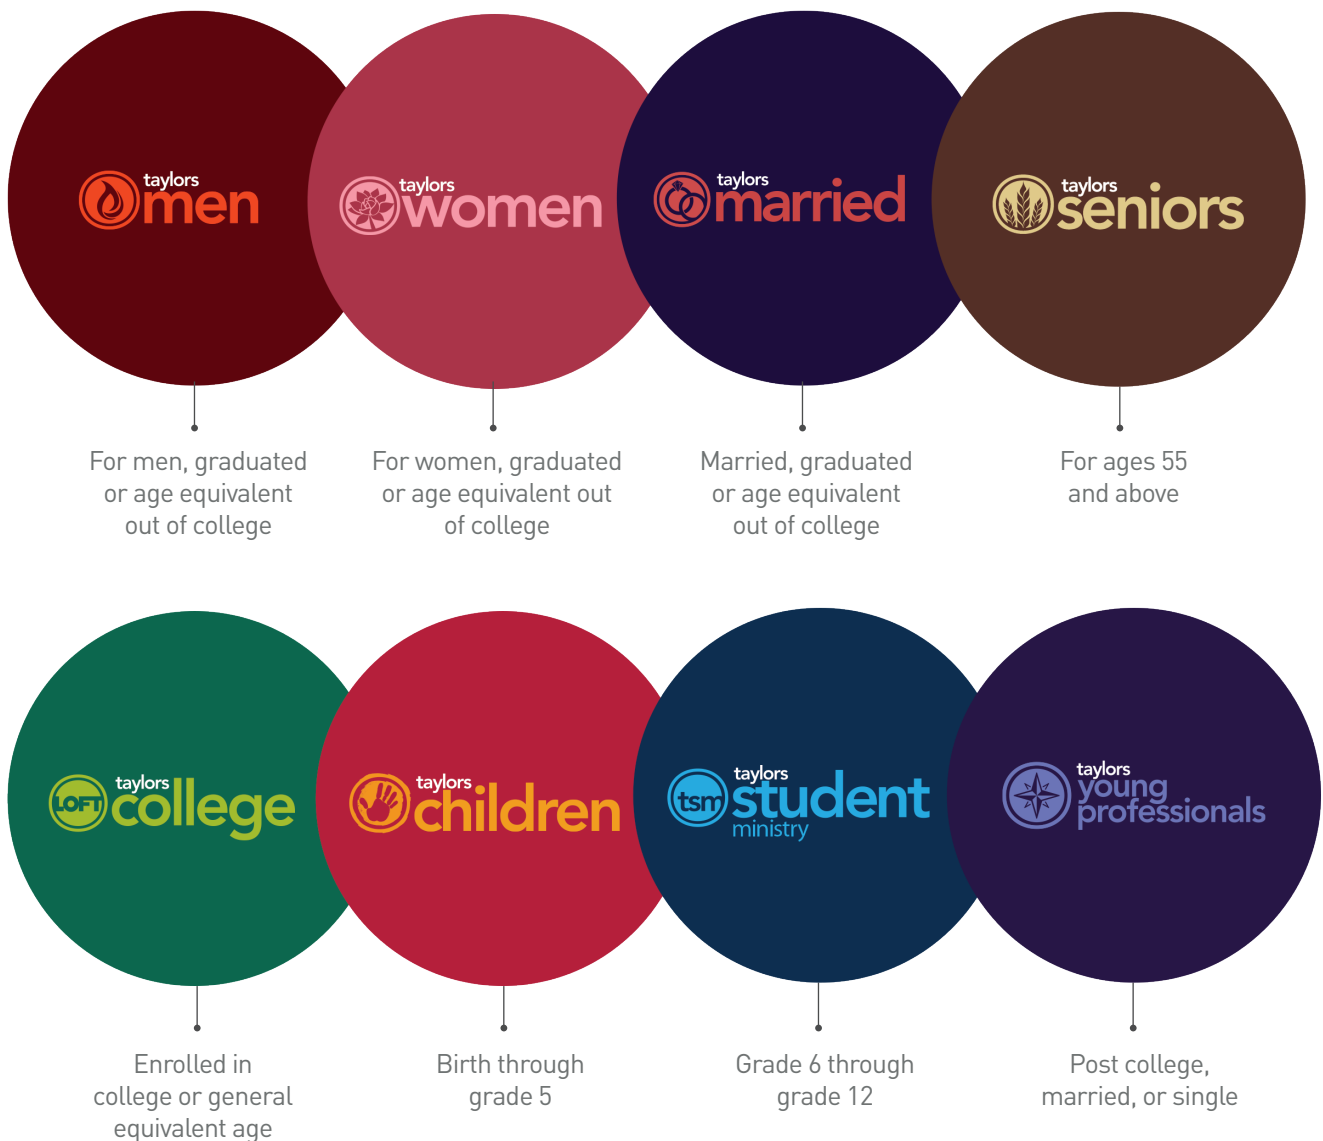 taylors
men
taylors
women
taylors
married
taylors
seniors
For men, graduated
or age equivalent
out of college
For women, graduated
or age equivalent out
of college
Married, graduated
or age equivalent
out of college
For ages 55
and above
LOFT
taylors
college
taylors
children
tsm
taylors
student
ministry
taylors
young
professionals
Enrolled in
college or general
equivalent age
Birth through
grade 5
Grade 6 through
grade 12
Post college,
married, or single